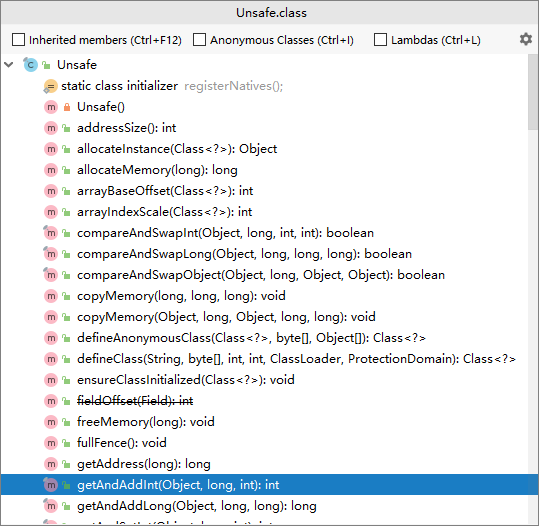 Unsafe.class
Inherited members (Ctrl+F12) Anonymous Classes (Ctrl+I) Lambdas (Ctrl+L)
C Unsafe
static class initializer registerNatives();
m Unsafe()
m addressSize(): int
m allocateInstance(Class<?>): Object
m allocateMemory(long): long
m arrayBaseOffset(Class<?>): int
m arrayIndexScale(Class<?>): int
m compareAndSwapInt(Object, long, int, int): boolean
m compareAndSwapLong(Object, long, long, long): boolean
m compareAndSwapObject(Object, long, Object, Object): boolean
m copyMemory(long, long, long): void
m copyMemory(Object, long, Object, long, long): void
m defineAnonymousClass(Class<?>, byte[], Object[]): Class<?>
m defineClass(String, byte[], int, int, ClassLoader, ProtectionDomain): Class<?>
m ensureClassInitialized(Class<?>): void
m fieldOffset(Field): int
m freeMemory(long): void
m fullFence(): void
m getAddress(long): long
m getAndAddInt(Object, long, int): int
m getAndAddLong(Object, long, long): long